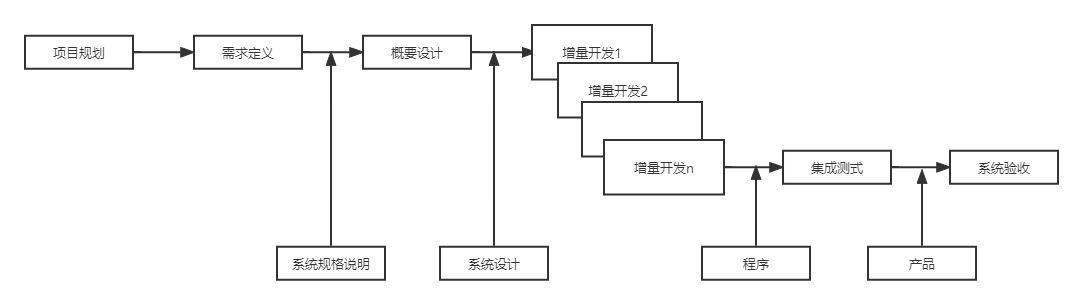 项目规划
需求定义
概要设计
增量开发1
增量开发2
增量开发n
集成测式
系统验收
系统规格说明
系统设计
程序
产品